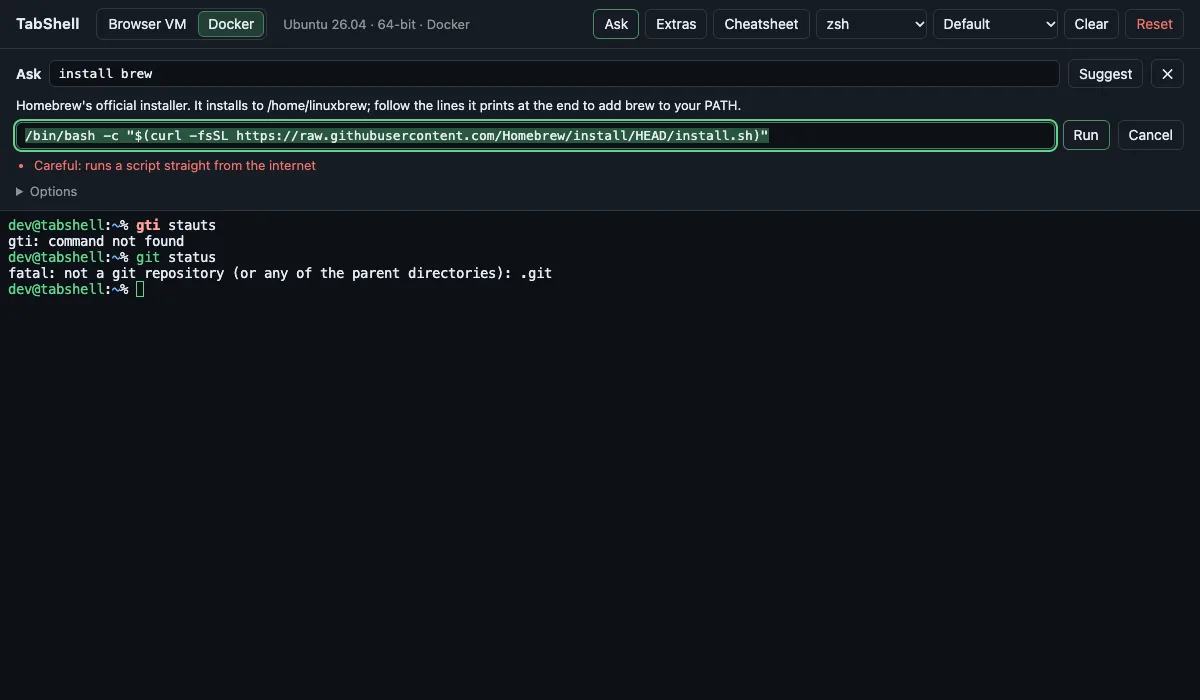 TabShell Browser VM Docker Ubuntu 26.04 · 64-bit · Docker Ask Extras Cheatsheet zsh Default Clear Reset
Ask install brew Suggest ✕
Homebrew's official installer. It installs to /home/linuxbrew; follow the lines it prints at the end to add brew to your PATH.
/bin/bash -c "$(curl -fsSL https://raw.githubusercontent.com/Homebrew/install/HEAD/install.sh)" Run Cancel
• Careful: runs a script straight from the internet
▶ Options
dev@tabshell:~% gti stauts
gti: command not found
dev@tabshell:~% git status
fatal: not a git repository (or any of the parent directories): .git
dev@tabshell:~%